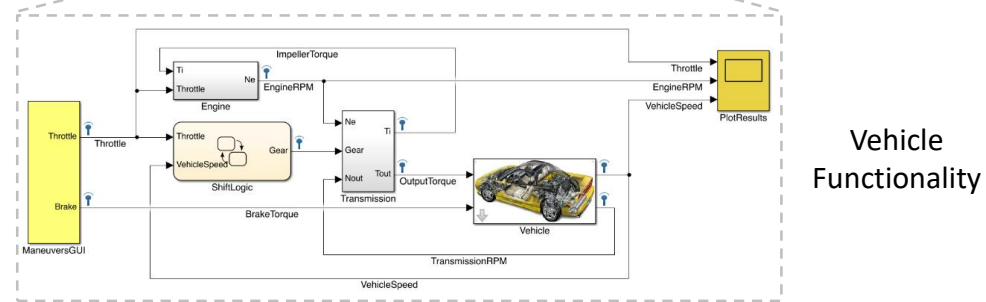 ImpellerTorque
Ti
Throttle
Ne
Engine
EngineRPM
Throttle
EngineRPM
VehicleSpeed
PlotResults
Throttle
Brake
ManeuversGUI
Throttle
Throttle
VehicleSpeed
Gear
ShiftLogic
Ne
Gear
Nout
Ti
Tout
Transmission
OutputTorque
BrakeTorque
Vehicle
TransmissionRPM
VehicleSpeed
Vehicle
Functionality